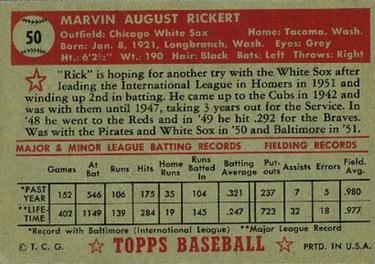 50
MARVIN AUGUST RICKERT
Outfield: Chicago White Sox Home: Tacoma, Wash.
Born: Jan. 8, 1921, Longbranch, Wash. Eyes: Grey
Ht.: 6'2½" Wt.: 190 Hair: Black Bats: Left Throws: Right
"Rick" is hoping for another try with the White Sox after
leading the International League in Homers in 1951 and
winding up 2nd in batting. He came up to the Cubs in 1942 and
was with them until 1947, taking 3 years out for the Service. In
'48 he went to the Reds and in '49 he hit .292 for the Braves.
Was with the Pirates and White Sox in '50 and Baltimore in '51.
MAJOR & MINOR LEAGUE BATTING RECORDS FIELDING RECORDS
Games At Bat Runs Hits Home Runs Runs Batted In Batting Average Put-outs Assists Errors Field. Avg.
*PAST YEAR 152 546 106 175 35 104 .321 237 7 5 .980
**LIFE-TIME 402 1149 139 284 19 145 .247 723 32 18 .977
*Record with Baltimore (International League) **Major League Record
© T. C. G. TOPPS BASEBALL PRTD. IN U.S.A.